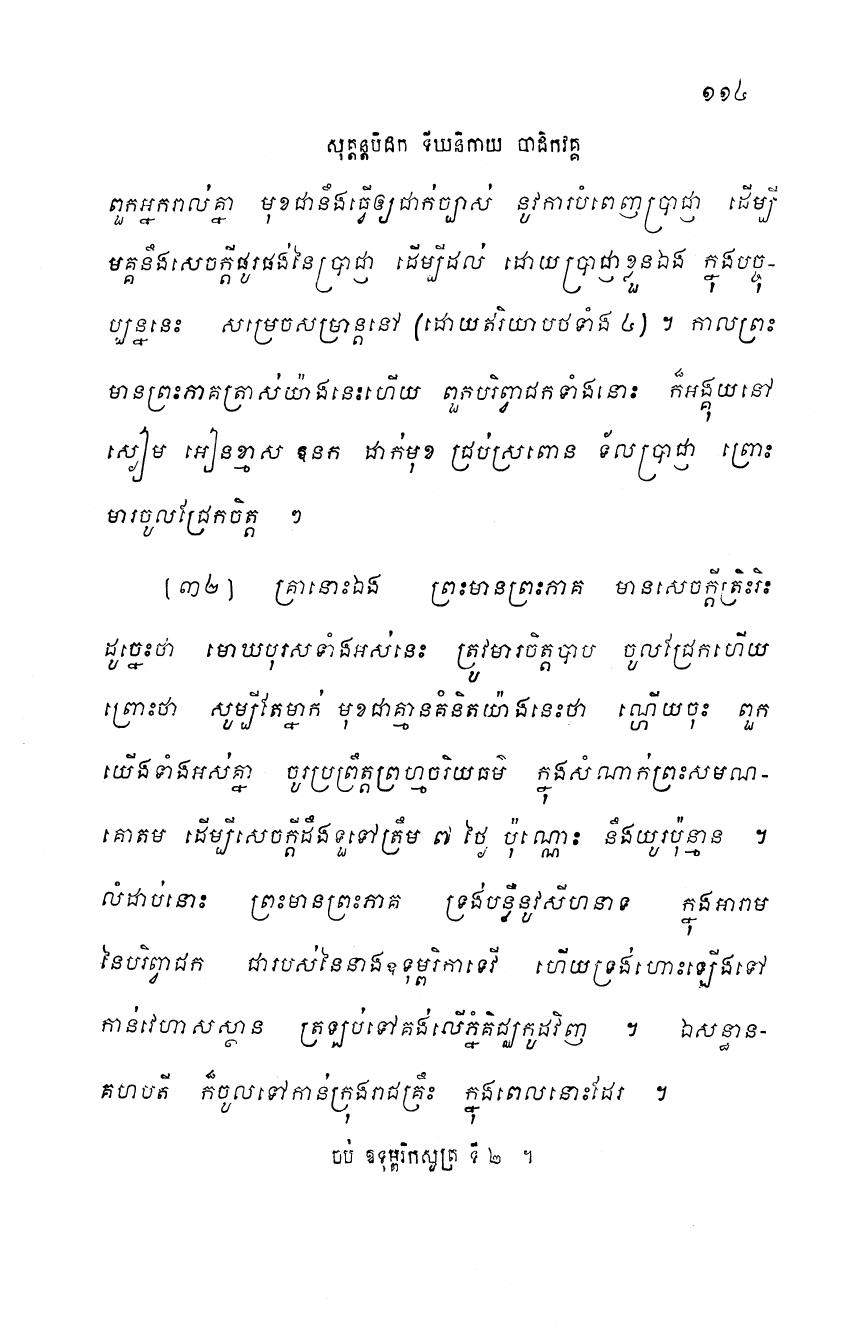 ១១៤
សុត្តន្តបិដក ទីឃនិកាយ បាដិកវគ្គ
ពួកអ្នករាល់គ្នា មុខជានឹងធ្វើឲ្យជាក់ច្បាស់ នូវការបំពេញប្រាជ្ញា ដើម្បី
មគ្គនឹងសេចក្តីផូរផង់នៃប្រាជ្ញា ដើម្បីដល់ ដោយប្រាជ្ញាខ្លួនឯង ក្នុងបច្ចុ-
ប្បន្ននេះ សម្រេចសម្រាន្តនៅ (ដោយឥរិយាបថទាំង ៤) ។ កាលព្រះ
មានព្រះភាគត្រាស់យ៉ាងនេះហើយ ពួកបរិព្វាជកទាំងនោះ ក៏អង្គុយនៅ
ស្ងៀម អៀនខ្មាស ឱនក ដាក់មុខ ជ្រប់ស្រពោន ទ័លប្រាជ្ញា ព្រោះ
មារចូលជ្រែកចិត្ត ៗ
[៣២] គ្រានោះឯង ព្រះមានព្រះភាគ មានសេចក្តីត្រិះរិះ
ដូច្នេះថា មោឃបុរសទាំងអស់នេះ ត្រូវមារចិត្តបាប ចូលជ្រែកហើយ
ព្រោះថា សូម្បីតែម្នាក់ មុខជាគ្មានគំនិតយ៉ាងនេះថា ណ្ហើយចុះ ពួក
យើងទាំងអស់គ្នា ចូរប្រព្រឹត្តព្រហ្មចរិយធម៌ ក្នុងសំណាក់ព្រះសមណ-
គោតម ដើម្បីសេចក្តីដឹងទួទៅត្រឹម ៧ ថ្ងៃ ប៉ុណ្ណោះ នឹងយូរប៉ុន្មាន ។
លំដាប់នោះ ព្រះមានព្រះភាគ ទ្រង់បន្លឺនូវសីហនាទ ក្នុងអារាម
នៃបរិព្វាជក ជារបស់នៃនាងឧទុម្ពរិកាទេវី ហើយទ្រង់ហោះឡើងទៅ
កាន់វេហាសស្ថាន ត្រឡប់ទៅគង់លើភ្នំគិជ្ឈកូដវិញ ។ ឯសន្ធាន-
គហបតី ក៏ចូលទៅកាន់ក្រុងរាជគ្រឹះ ក្នុងពេលនោះដែរ ។
ចប់ ឧទុម្ពរិកសូត្រ ទី ២ ។